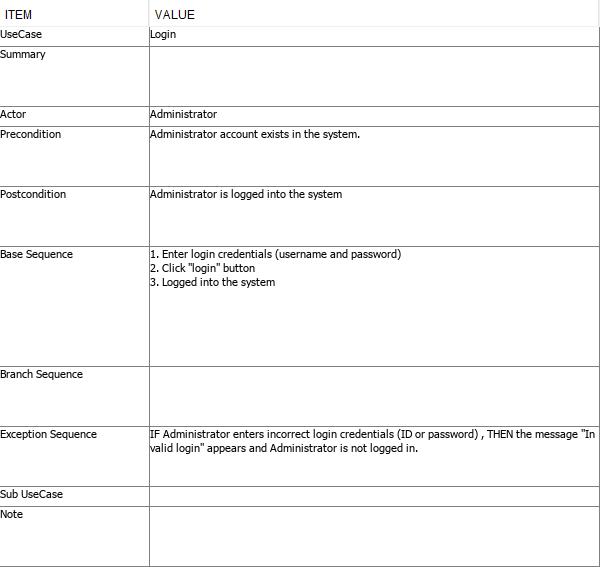 ITEM VALUE
UseCase Login
Summary
Actor Administrator
Precondition Administrator account exists in the system.
Postcondition Administrator is logged into the system
Base Sequence 1. Enter login credentials (username and password)
2. Click "login" button
3. Logged into the system
Branch Sequence
Exception Sequence IF Administrator enters incorrect login credentials (ID or password) , THEN the message "In
valid login" appears and Administrator is not logged in.
Sub UseCase
Note